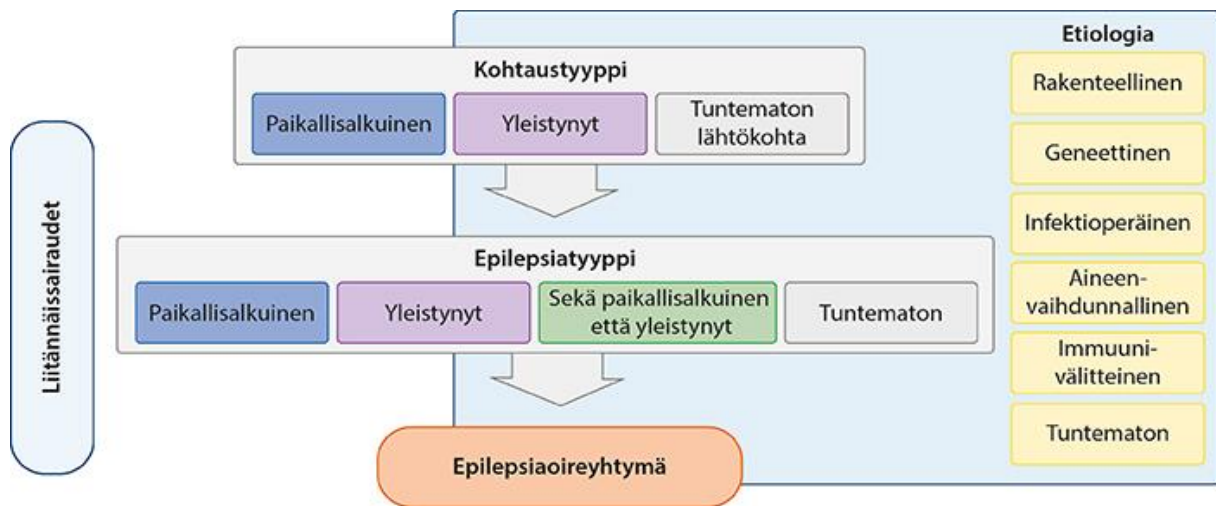 Liitännäissairaudet
Kohtaustyyppi
Paikallisalkuinen
Yleistynyt
Tuntematon
lähtökohta
Epilepsiatyyppi
Paikallisalkuinen
Yleistynyt
Sekä paikallisalkuinen
että yleistynyt
Tuntematon
Epilepsiaoireyhtymä
Etiologia
Rakenteellinen
Geneettinen
Infektioperäinen
Aineen-
vaihdunnallinen
Immuuni-
välitteinen
Tuntematon